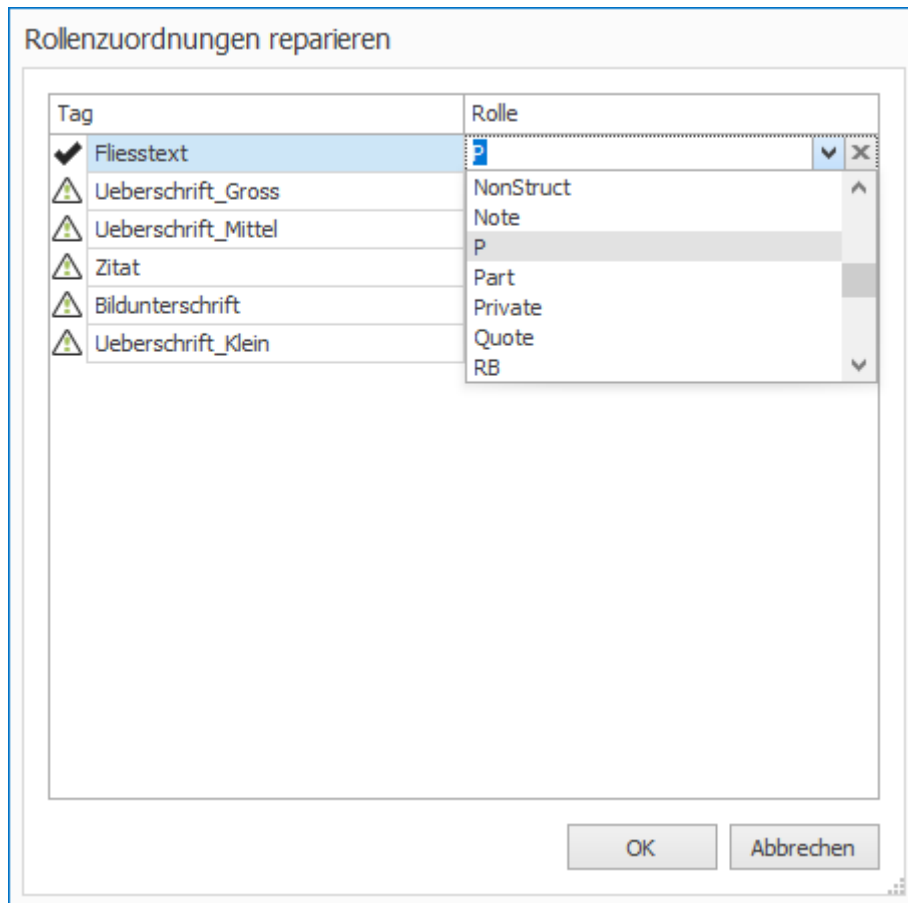 Rollenzuordnungen reparieren
Tag Rolle
Fliesstext P
Ueberschrift_Gross
Ueberschrift_Mittel
Zitat
Bildunterschrift
Ueberschrift_Klein
NonStruct
Note
P
Part
Private
Quote
RB
OK Abbrechen